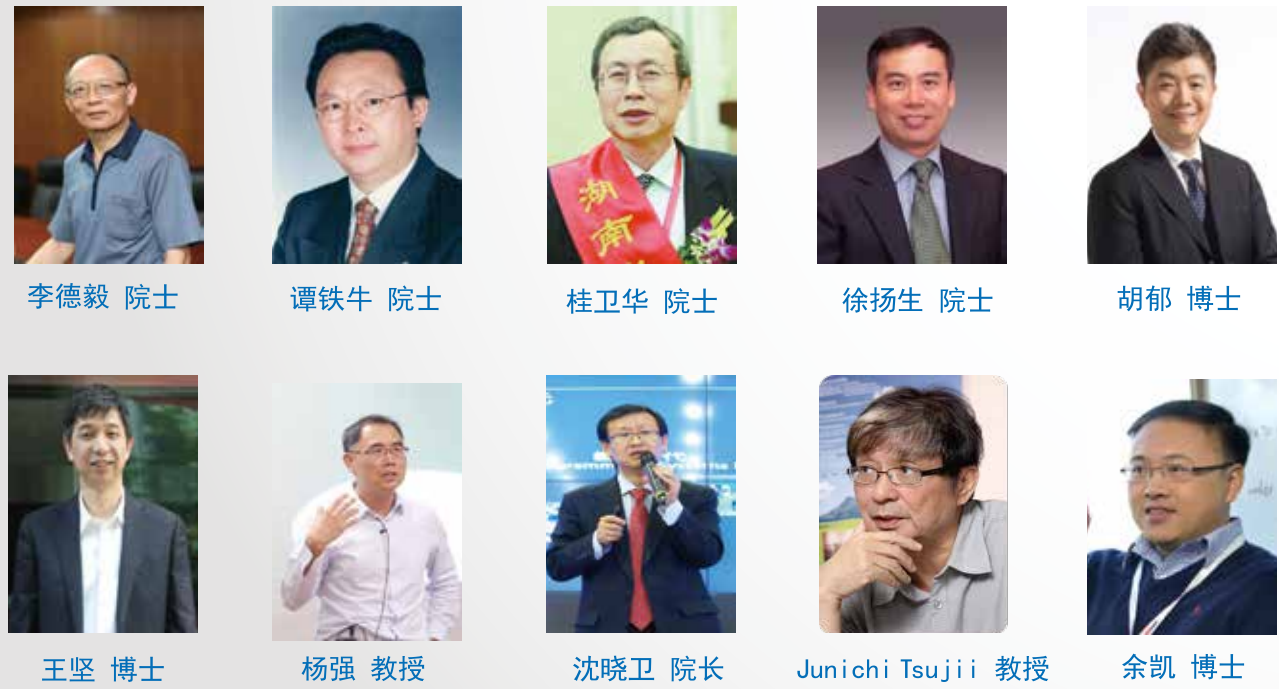 湖
南
李德毅 院士
谭铁牛 院士
桂卫华 院士
徐扬生 院士
胡郁 博士
王坚 博士
杨强 教授
沈晓卫 院长
Junichi Tsujii 教授
余凯 博士